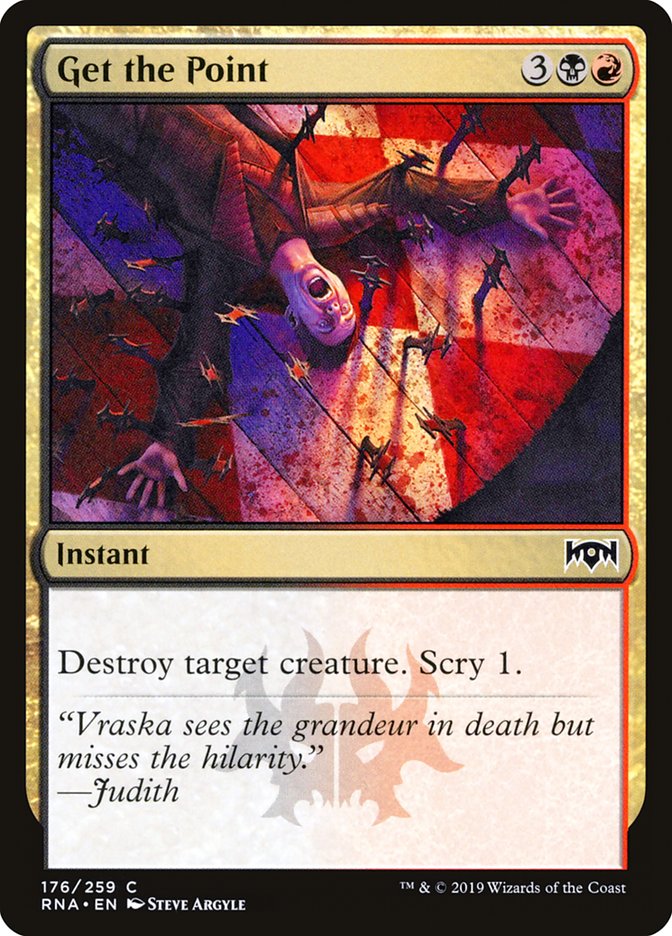 Get the Point 3
Instant
Destroy target creature. Scry 1.
“Vraska sees the grandeur in death but
misses the hilarity.”
—Judith
176/259 C
RNA • EN Steve Argyle
™ & © 2019 Wizards of the Coast